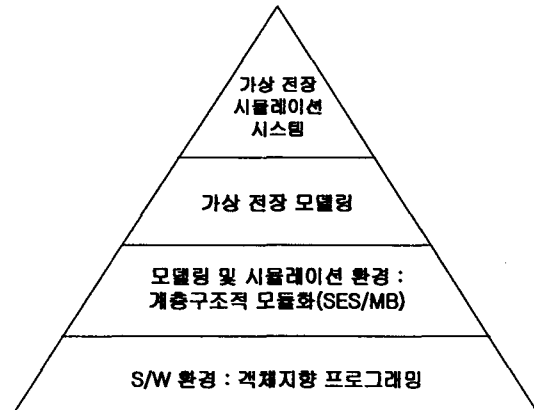 가상 전장
시뮬레이션
시스템
가상 전장 모델링
모델링 및 시뮬레이션 환경 :
계층구조적 모듈화(SES/MB)
S/W 환경 : 객체지향 프로그래밍